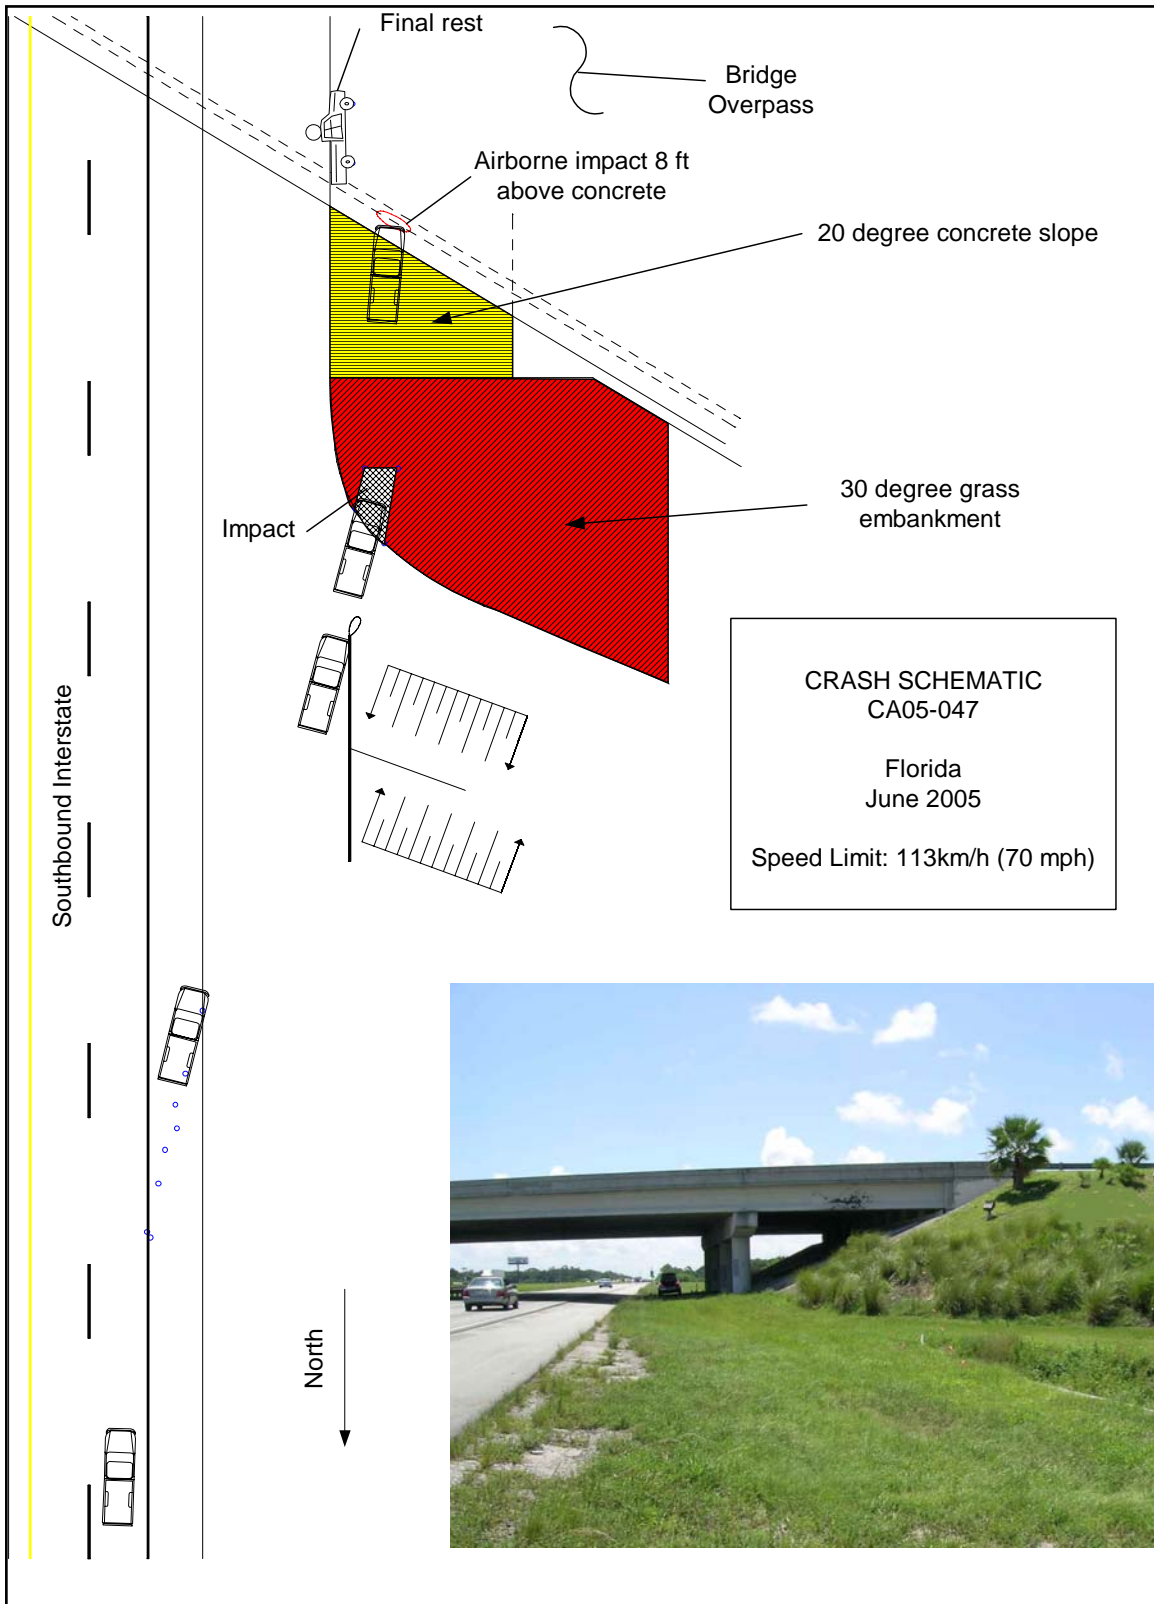 Final rest
Bridge
Overpass
Airborne impact 8 ft
above concrete
20 degree concrete slope
30 degree grass
embankment
Impact
Southbound Interstate
CRASH SCHEMATIC
CA05-047
Florida
June 2005
Speed Limit: 113km/h (70 mph)
North